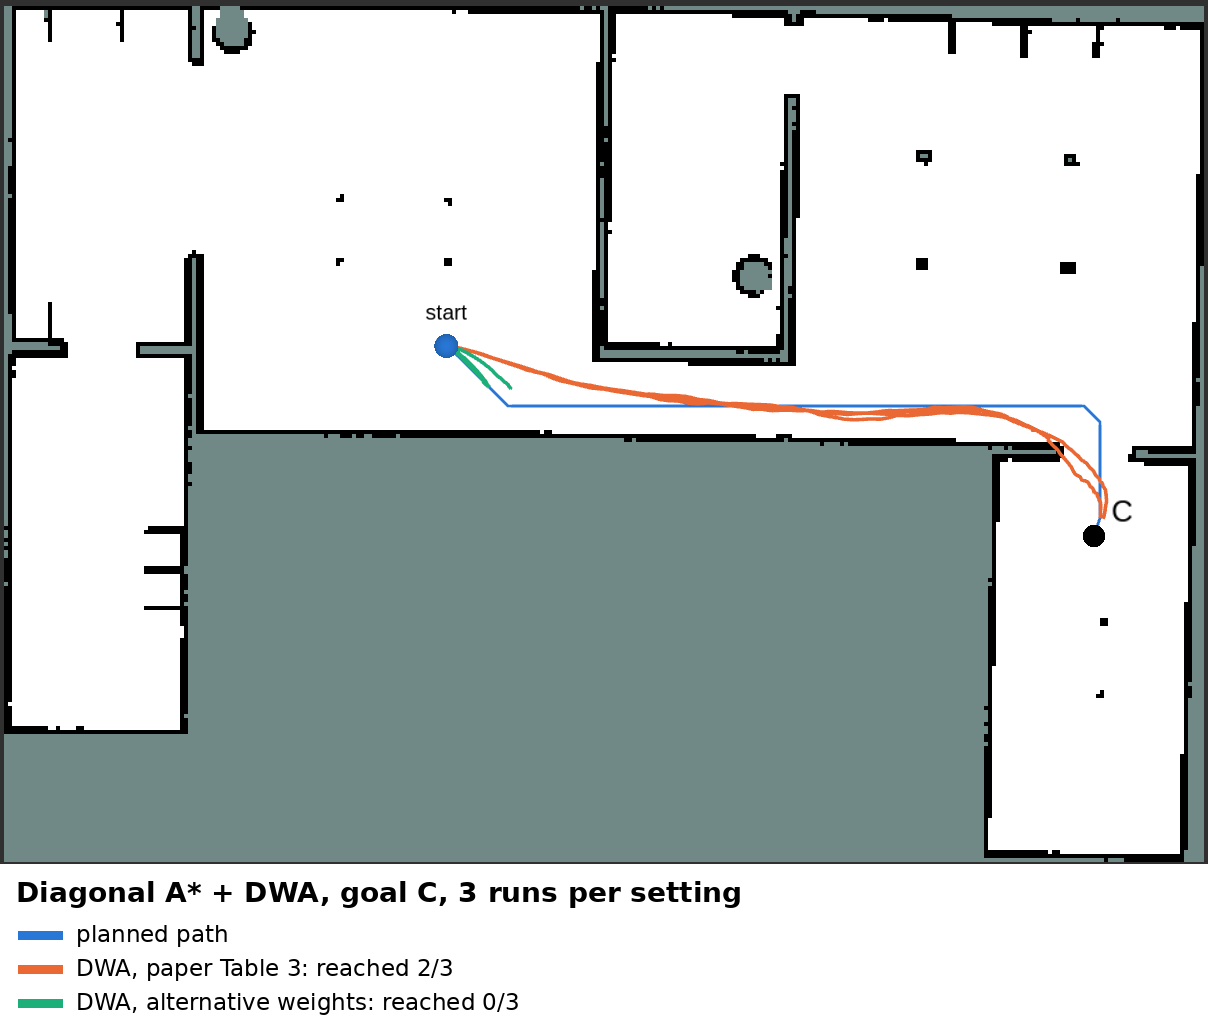 start
C
Diagonal A* + DWA, goal C, 3 runs per setting
planned path
DWA, paper Table 3: reached 2/3
DWA, alternative weights: reached 0/3